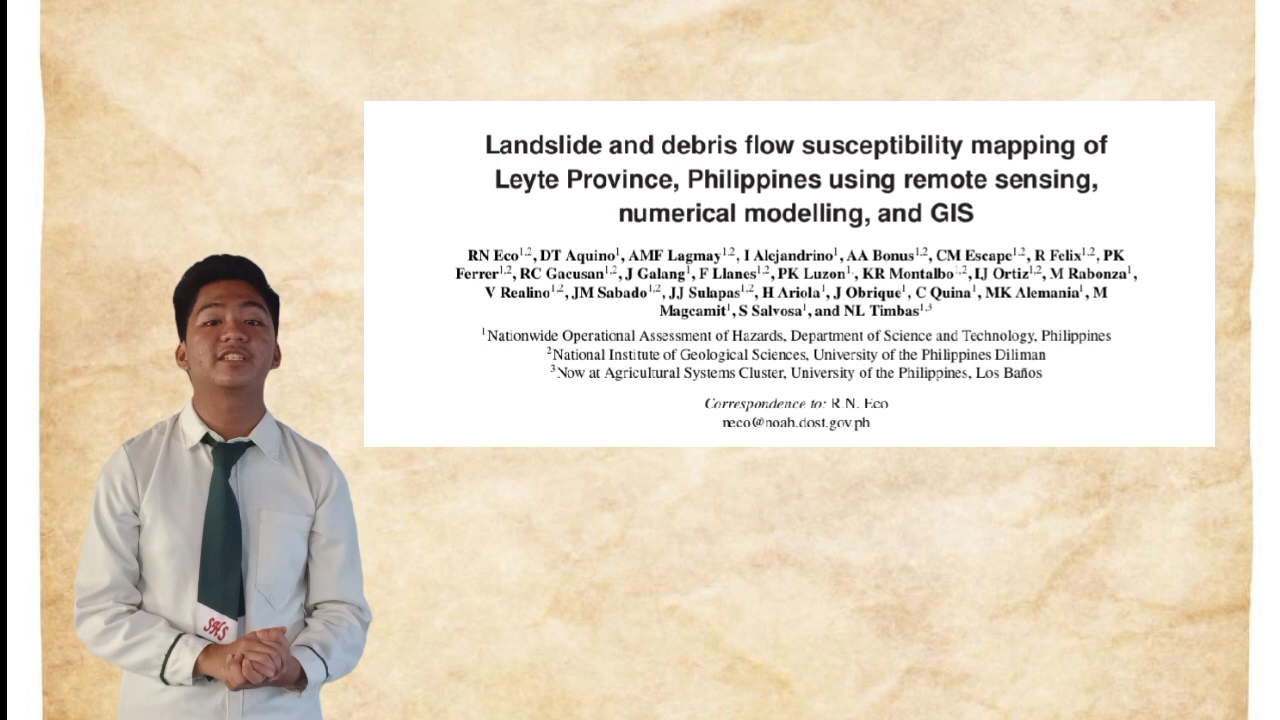 Landslide and debris flow susceptibility mapping of
Leyte Province, Philippines using remote sensing,
numerical modelling, and GIS
RN Eco1,2, DT Aquino1, AMF Lagmay1,2, I Alejandrino1, AA Bonus1,2, CM Escape1,2, R Felix1,2, PK
Ferrer1,2, RC Gacusan1,2, J Galang1, F Llanes1,2, PK Luzon1, KR Montalbo1,2, IJ Ortiz1,2, M Rabonza1,
V Realino1,2, JM Sabado1,2, JJ Sulapas1,2, H Ariola1, J Obrique1, C Quina1, MK Alemania1, M
Magcamit1, S Salvosa1, and NL Timbas1,3
1Nationwide Operational Assessment of Hazards, Department of Science and Technology, Philippines
2National Institute of Geological Sciences, University of the Philippines Diliman
3Now at Agricultural Systems Cluster, University of the Philippines, Los Baños
Correspondence to: R.N. Eco
neco@noah.dost.gov.ph
SHS